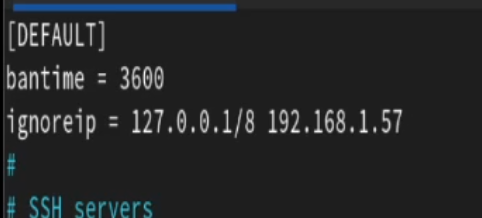 [DEFAULT]
bantime = 3600
ignoreip = 127.0.0.1/8 192.168.1.57
#
# SSH servers